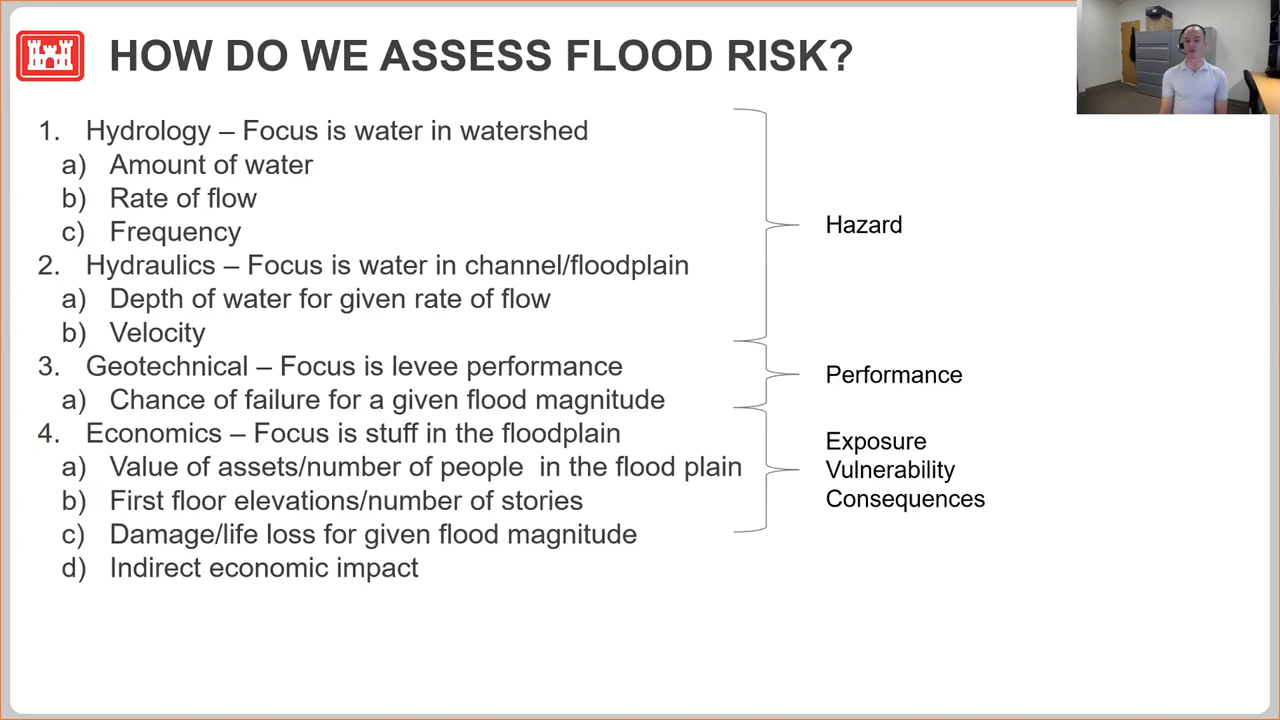 HOW DO WE ASSESS FLOOD RISK?
1. Hydrology – Focus is water in watershed
a) Amount of water
b) Rate of flow
c) Frequency
2. Hydraulics – Focus is water in channel/floodplain
a) Depth of water for given rate of flow
b) Velocity
3. Geotechnical – Focus is levee performance
a) Chance of failure for a given flood magnitude
4. Economics – Focus is stuff in the floodplain
a) Value of assets/number of people in the flood plain
b) First floor elevations/number of stories
c) Damage/life loss for given flood magnitude
d) Indirect economic impact
Hazard
Performance
Exposure
Vulnerability
Consequences